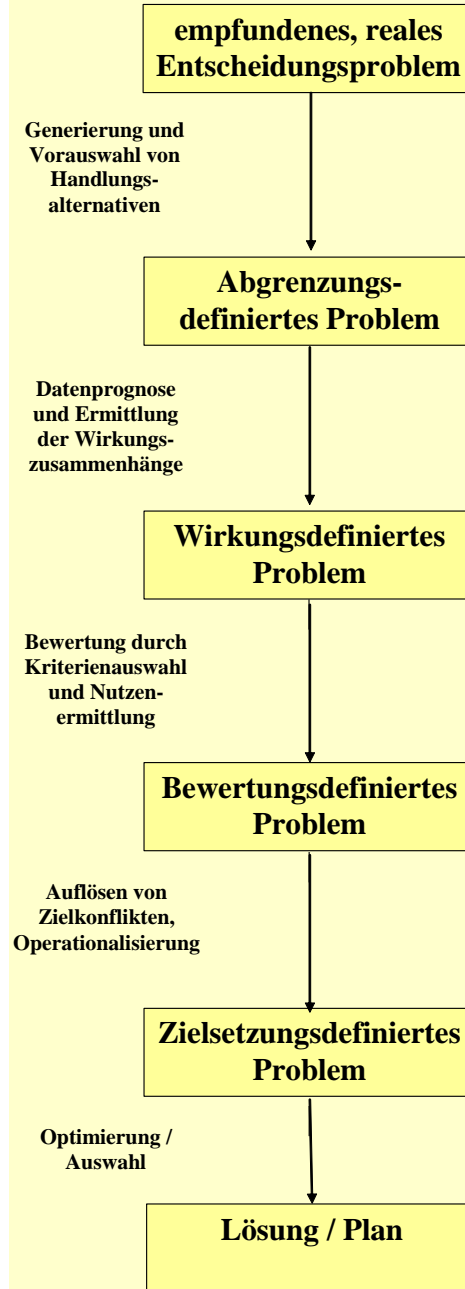 empfundenes, reales
Entscheidungsproblem
Generierung und
Vorauswahl von
Handlungs-
alternativen
Abgrenzungs-
definiertes Problem
Datenprognose
und Ermittlung
der Wirkungs-
zusammenhänge
Wirkungsdefiniertes
Problem
Bewertung durch
Kriterienauswahl
und Nutzen-
ermittlung
Bewertungsdefiniertes
Problem
Auflösen von
Zielkonflikten,
Operationalisierung
Zielsetzungsdefiniertes
Problem
Optimierung /
Auswahl
Lösung / Plan